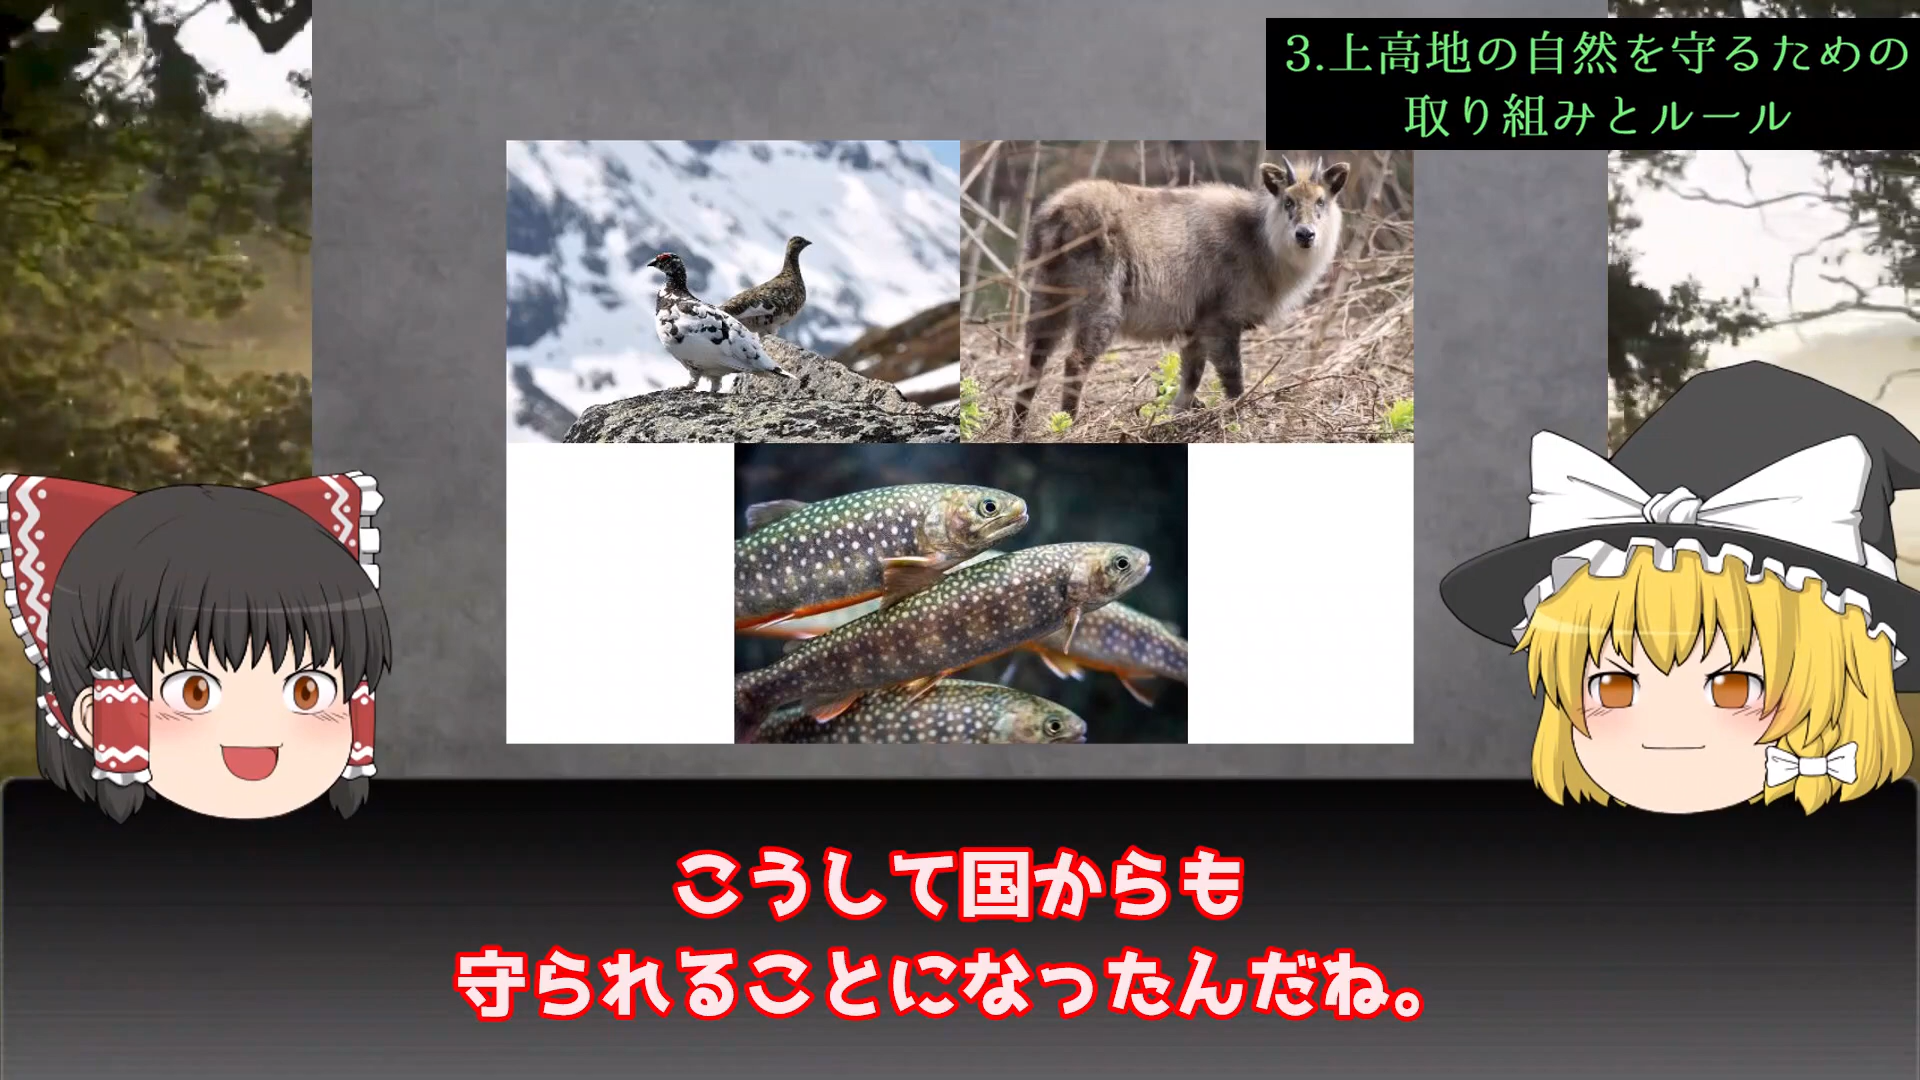 3.上高地の自然を守るための
取り組みとルール
こうして国からも
守られることになったんだね。